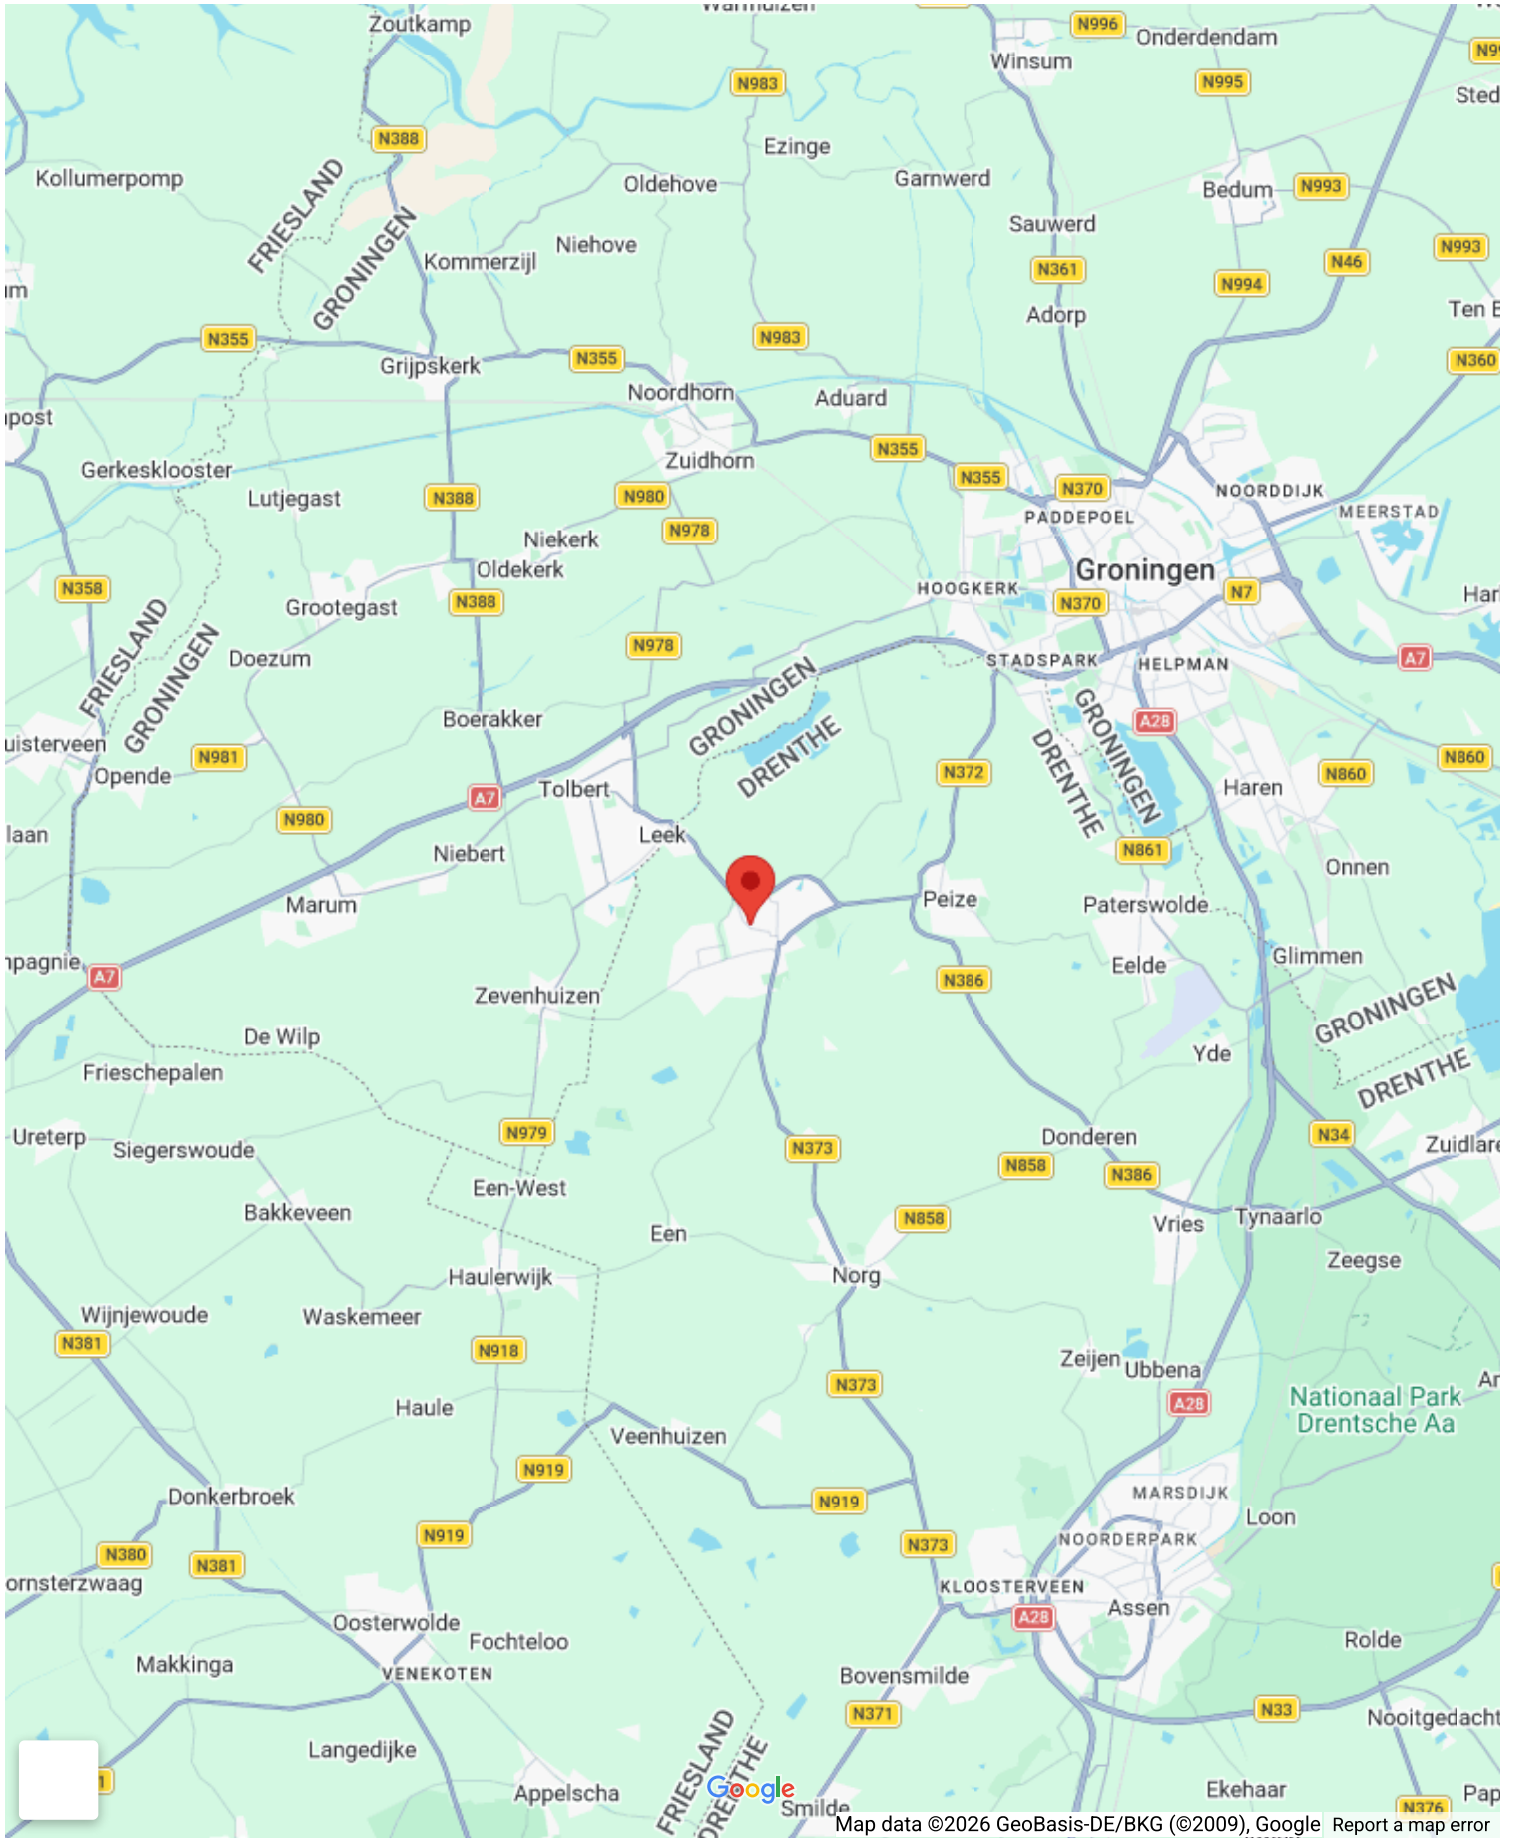 Warfhuizen
Zoutkamp
N996
Onderdendam
Winsum
N983
N995
N388
Ezinge
Kollumerpomp
Oldehove
Garnwerd
Bedum
N993
FRIESLAND
GRONINGEN
Sauwerd
Niehove
Kommerzijl
N361
N46
N993
N994
Adorp
N355
N983
N355
N360
Grijpskerk
Noordhorn
Aduard
N355
Zuidhorn
Gerkesklooster
N355
N370
NOORDDIJK
Lutjegast
N388
N980
MEERSTAD
PADDEPOEL
N978
Niekerk
Oldekerk
Groningen
N358
HOOGKERK
N7
Grootegast
N388
N370
FRIESLAND
GRONINGEN
N978
Doezum
STADSPARK
HELPMAN
A7
GRONINGEN
DRENTHE
GRONINGEN
DRENTHE
Boerakker
A28
uisterveen
N981
Opende
N372
N860
N860
A7
Tolbert
Haren
N980
laan
Leek
Niebert
N861
Onnen
Marum
Peize
Paterswolde
Glimmen
npagnie
A7
Eelde
N386
Zevenhuizen
GRONINGEN
DRENTHE
De Wilp
Yde
Frieschepalen
Ureterp
N979
N34
Donderen
Siegerswoude
N373
Zuidlare
N858
N386
Een-West
Bakkeveen
N858
Vries
Tynaarlo
Een
Zeegse
Haulerwijk
Norg
Wijnjewoude
Waskemeer
N381
N918
Zeijen
Ubbena
N373
A28
Nationaal Park
Drentsche Aa
Haule
Veenhuizen
N919
Donkerbroek
MARSDIJK
N919
Loon
N919
N373
NOORDERPARK
N380
N381
ornsterzwaag
KLOOSTERVEEN
Assen
A28
Oosterwolde
Fochteloo
Rolde
Makkinga
VENEKOTEN
Bovensmilde
N371
N33
Nooitgedacht
FRIESLAND
DRENTHE
Langedijke
Google
Appelscha
Ekehaar
Smilde
N376
Map data ©2026 GeoBasis-DE/BKG (©2009), Google
Report a map error